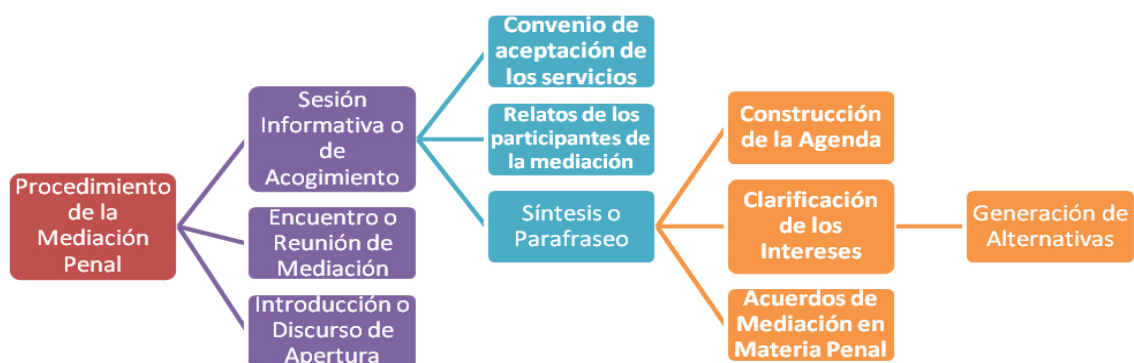 Procedimiento
de la
Mediación
Penal
Sesión
Informativa o
de
Acogimiento
Encuentro o
Reunión de
Mediación
Introducción o
Discurso de
Apertura
Convenio de
aceptación de
los servicios
Relatos de los
participantes de
la mediación
Síntesis o
Parafraseo
Construcción
de la Agenda
Clarificación
de los
Intereses
Acuerdos de
Mediación en
Materia Penal
Generación de
Alternativas